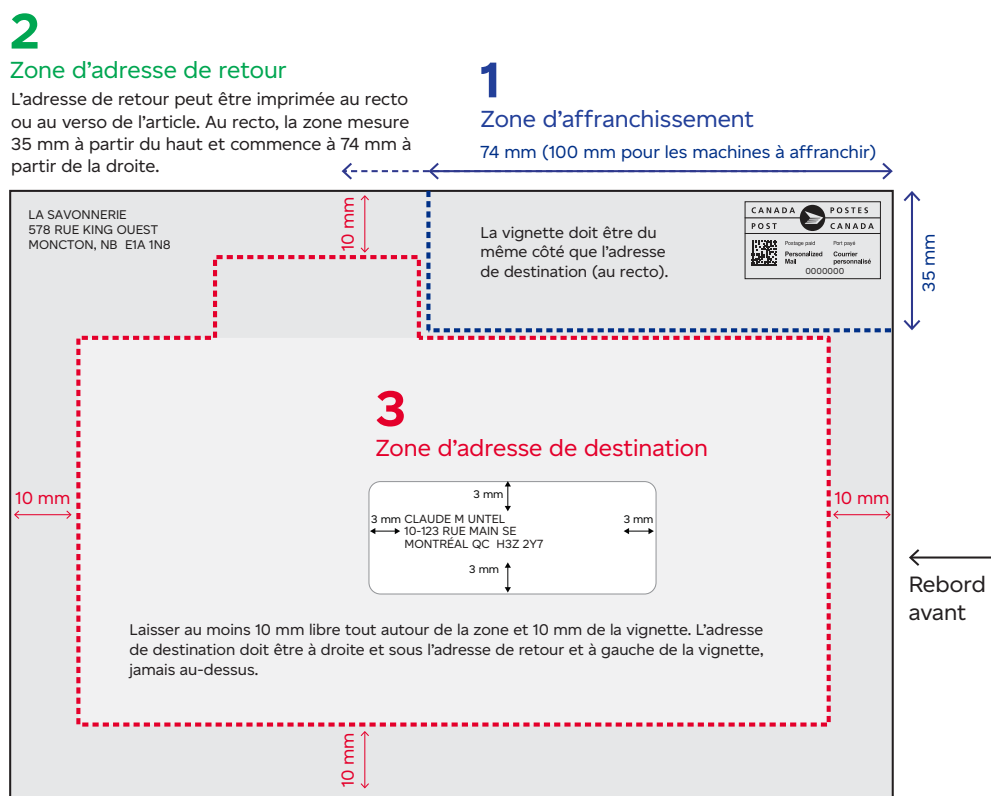 2
Zone d'adresse de retour
L'adresse de retour peut être imprimée au recto
ou au verso de l'article. Au recto, la zone mesure
35 mm à partir du haut et commence à 74 mm à
partir de la droite.
1
Zone d'affranchissement
74 mm (100 mm pour les machines à affranchir)
LA SAVONNERIE
578 RUE KING OUEST
MONCTON, NB  E1A 1N8
10 mm
La vignette doit être du
même côté que l'adresse
de destination (au recto).
CANADA POSTES
POST CANADA
Postage paid Port payé
Personalized Courrier
Mail personnalisé
0000000
35 mm
3
Zone d'adresse de destination
10 mm
10 mm
3 mm
3 mm CLAUDE M UNTEL 3 mm
10-123 RUE MAIN SE
MONTRÉAL QC  H3Z 2Y7
3 mm
Rebord
avant
Laisser au moins 10 mm libre tout autour de la zone et 10 mm de la vignette. L'adresse
de destination doit être à droite et sous l'adresse de retour et à gauche de la vignette,
jamais au-dessus.
10 mm